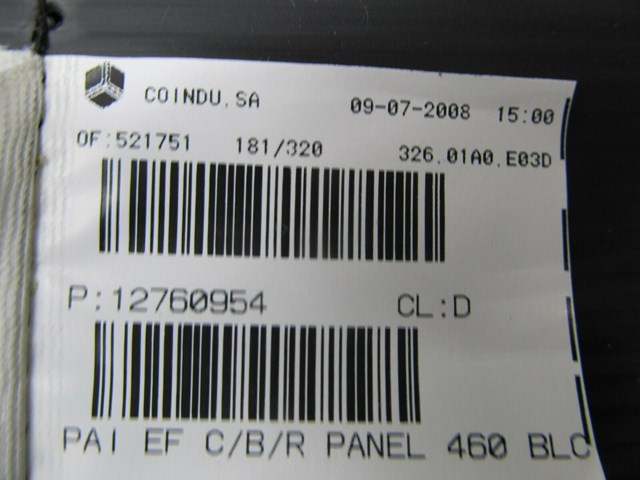 COINDU,SA 09-07-2008 15:00
OF:521751 181/320 326.01A0.E03D
P:12760954 CL:D
PAI EF C/B/R PANEL 460 BLC